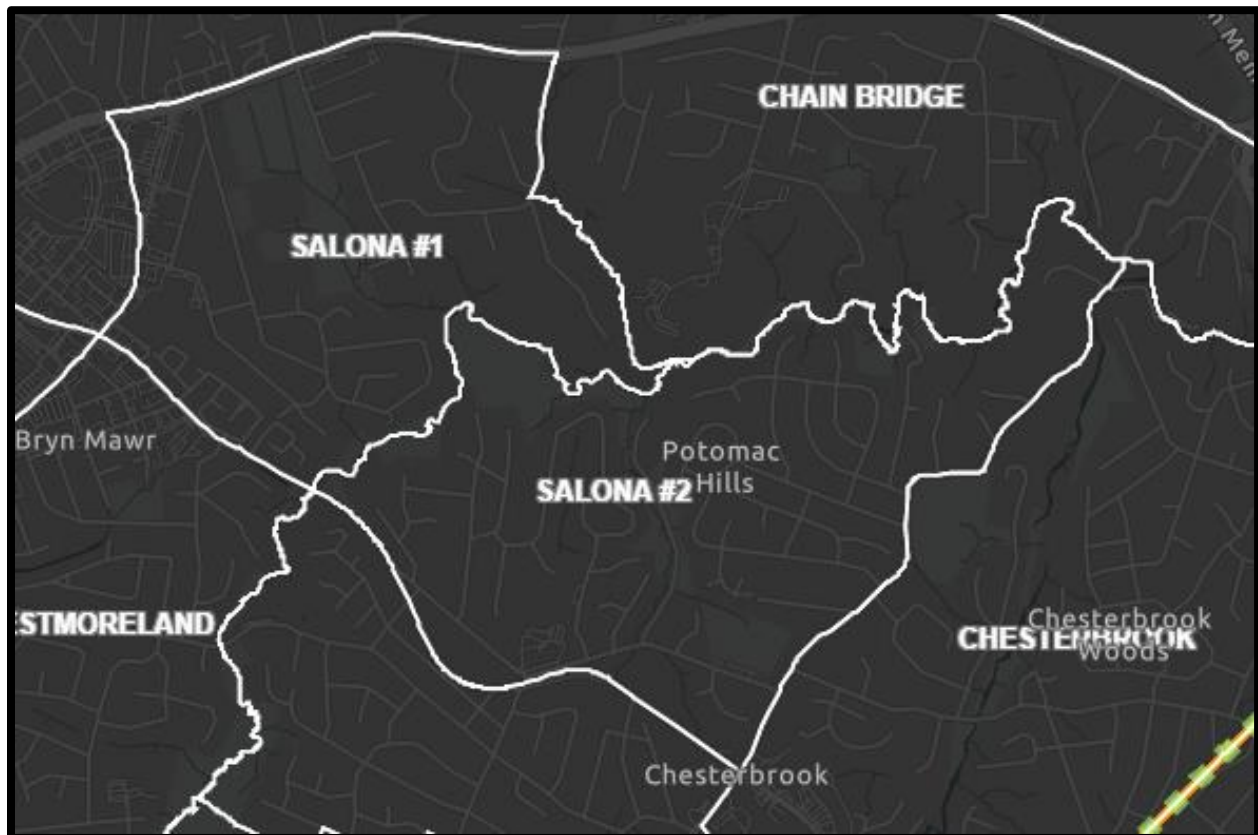 CHAIN BRIDGE
SALONA #1
Bryn Mawr
Potomac
Hills
SALONA #2
ESTMORELAND
Chesterbrook
Woods
CHESTERBROOK
Chesterbrook